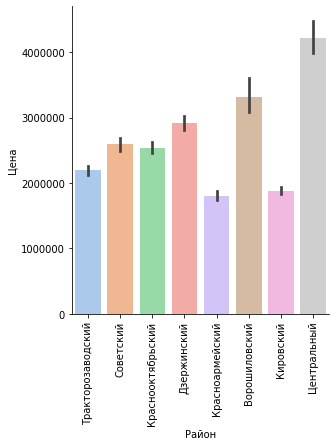 Цена
4000000
3000000
2000000
1000000
0
Тракторозаводский
Советский
Краснооктябрьский
Дзержинский
Красноармейский
Ворошиловский
Кировский
Центральный
Район